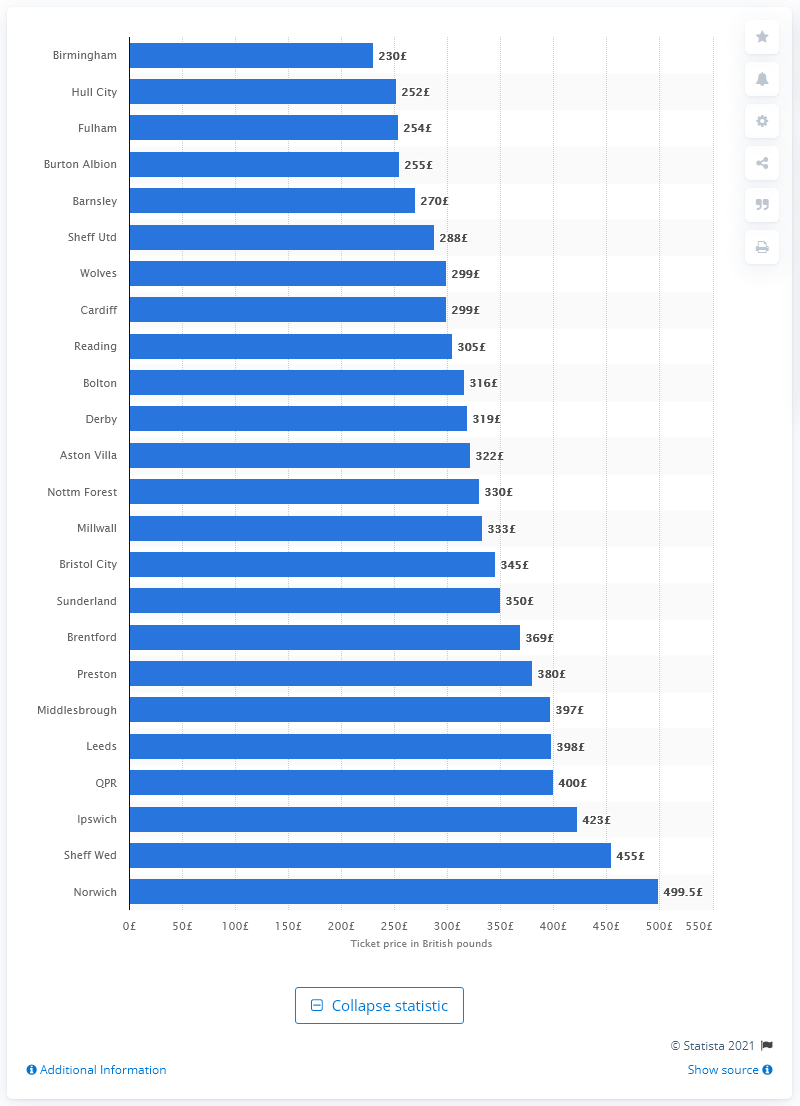 Birmingham 230£
Hull City 252£
Fulham 254£
Burton Albion 255£
Barnsley 270£
Sheff Utd 288£
Wolves 299£
Cardiff 299£
Reading 305£
Bolton 316£
Derby 319£
Aston Villa 322£
Nottm Forest 330£
Millwall 333£
Bristol City 345£
Sunderland 350£
Brentford 369£
Preston 380£
Middlesbrough 397£
Leeds 398£
QPR 400£
Ipswich 423£
Sheff Wed 455£
Norwich 499.5£
0£ 50£ 100£ 150£ 200£ 250£ 300£ 350£ 400£ 450£ 500£ 550£
Ticket price in British pounds
Collapse statistic
© Statista 2021
Additional Information Show source